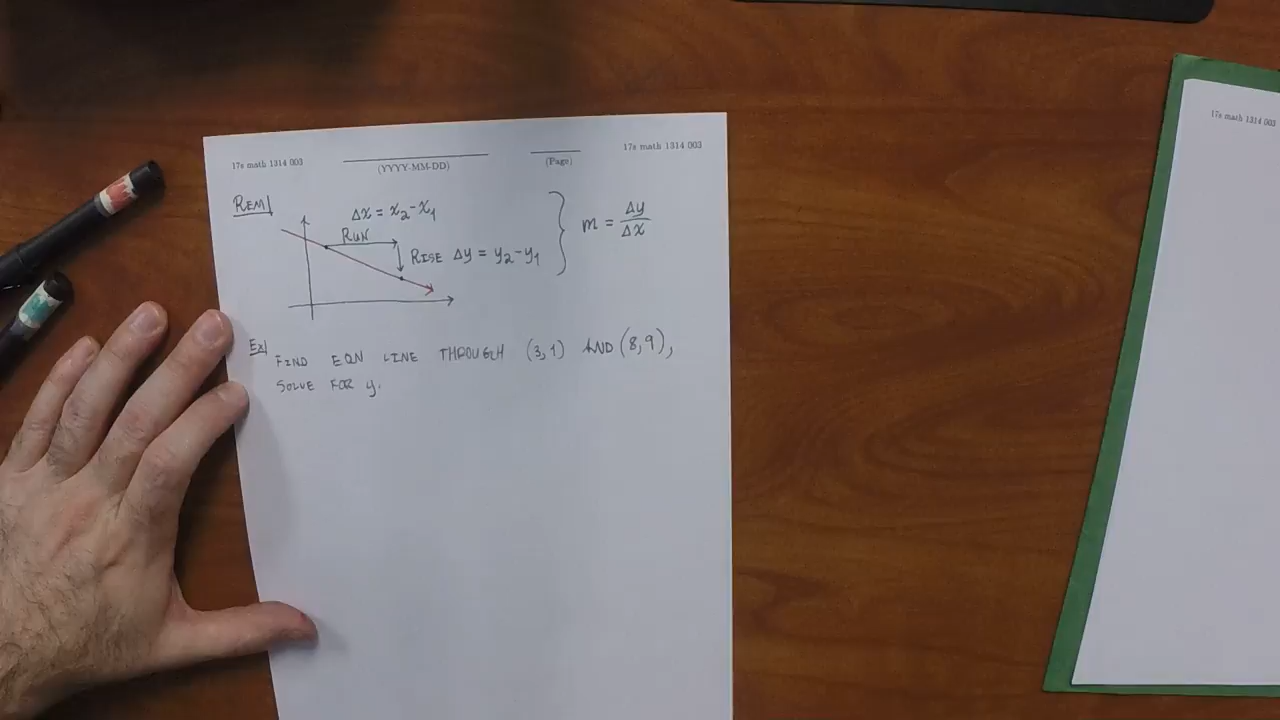 17s math 1314 003
(YYYY-MM-DD)
(Page)
17s math 1314 003
REM
Δx = x₂-x₁
RUN
RISE Δy = y₂-y₁
m = Δy/Δx
EX
FIND EQN LINE THROUGH (3,1) AND (8,9),
SOLVE FOR y.
17s math 1314 003